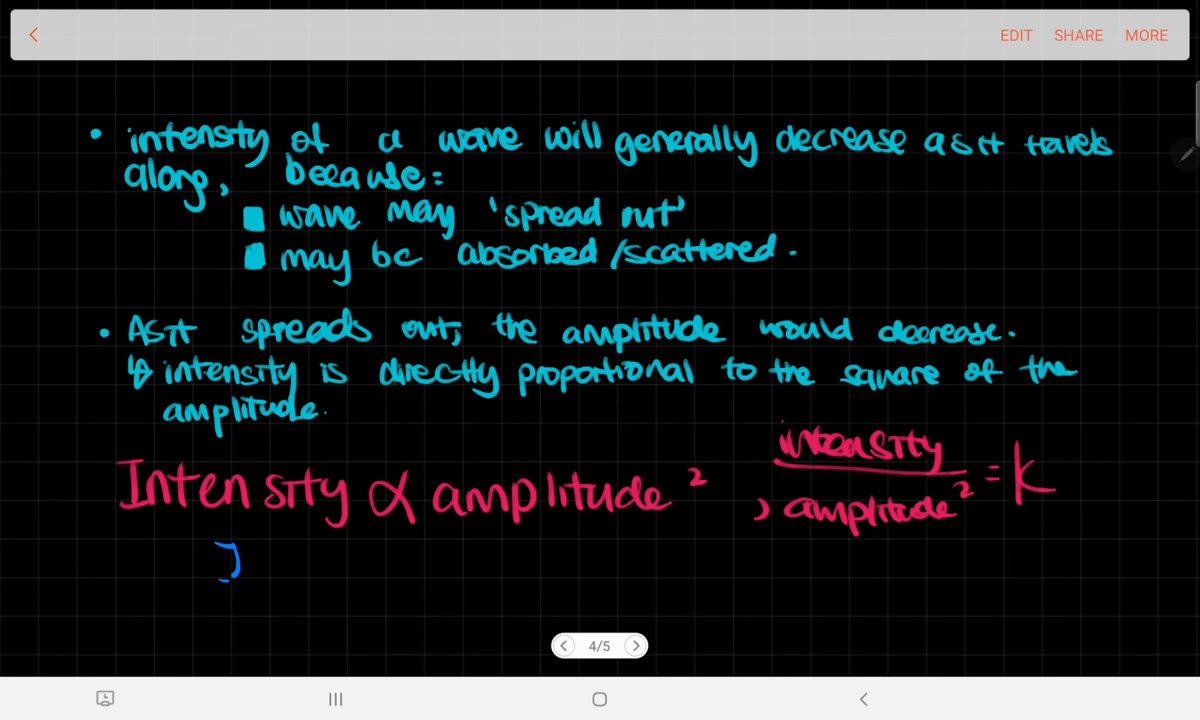 EDIT SHARE MORE
• intensty of a wave will generally decrease as it travels
along, because:
■ wave may 'spread out'
■ may be absorbed/scattered.
• As it spreads out, the amplitude would decrease.
↳ intensity is directly proportional to the square of the
amplitude.
Intensity ∝ amplitude²
, intensity / amplitude² = k
4/5